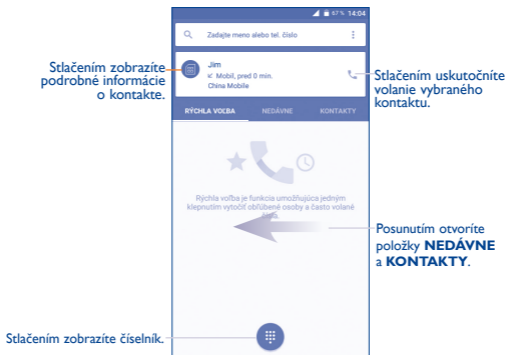 67% 14:04
Zadajte meno alebo tel. číslo
Jim
Mobil, pred 0 min.
China Mobile
Stlačením zobrazíte
podrobné informácie
o kontakte.
Stlačením uskutočníte
volanie vybraného
kontaktu.
RÝCHLA VOĽBA NEDÁVNE KONTAKTY
Rýchla voľba je funkcia umožňujúca jedným
klepnutím vytočiť obľúbené osoby a často volané
Posunutím otvoríte
položky NEDÁVNE
a KONTAKTY.
Stlačením zobrazíte číselník.